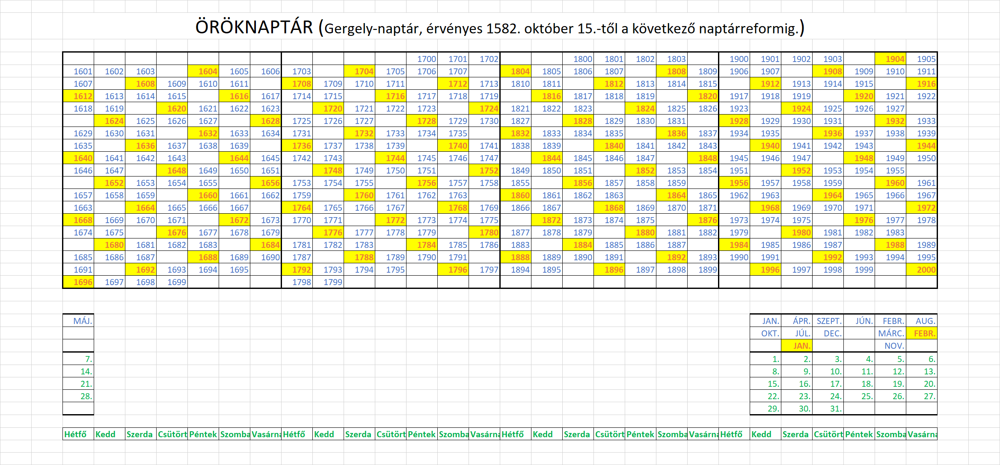 ÖRÖKNAPTÁR (Gergely-naptár, érvényes 1582. október 15.-től a következő naptárreformig.)
1700 1701 1702 1800 1801 1802 1803 1900 1901 1902 1903 1904 1905
1601 1602 1603 1604 1605 1606 1703 1704 1705 1706 1707 1804 1805 1806 1807 1808 1809 1906 1907 1908 1909 1910 1911
1607 1608 1609 1610 1611 1708 1709 1710 1711 1712 1713 1810 1811 1812 1813 1814 1815 1912 1913 1914 1915 1916
1612 1613 1614 1615 1616 1617 1714 1715 1716 1717 1718 1719 1816 1817 1818 1819 1820 1917 1918 1919 1920 1921 1922
1618 1619 1620 1621 1622 1623 1720 1721 1722 1723 1724 1821 1822 1823 1824 1825 1826 1923 1924 1925 1926 1927
1624 1625 1626 1627 1628 1725 1726 1727 1728 1729 1730 1827 1828 1829 1830 1831 1928 1929 1930 1931 1932 1933
1629 1630 1631 1632 1633 1634 1731 1732 1733 1734 1735 1832 1833 1834 1835 1836 1837 1934 1935 1936 1937 1938 1939
1635 1636 1637 1638 1639 1736 1737 1738 1739 1740 1741 1838 1839 1840 1841 1842 1843 1940 1941 1942 1943 1944
1640 1641 1642 1643 1644 1645 1742 1743 1744 1745 1746 1747 1844 1845 1846 1847 1848 1945 1946 1947 1948 1949 1950
1646 1647 1648 1649 1650 1651 1748 1749 1750 1751 1752 1849 1850 1851 1852 1853 1854 1951 1952 1953 1954 1955
1652 1653 1654 1655 1656 1753 1754 1755 1756 1757 1758 1855 1856 1857 1858 1859 1956 1957 1958 1959 1960 1961
1657 1658 1659 1660 1661 1662 1759 1760 1761 1762 1763 1860 1861 1862 1863 1864 1865 1962 1963 1964 1965 1966 1967
1663 1664 1665 1666 1667 1764 1765 1766 1767 1768 1769 1866 1867 1868 1869 1870 1871 1968 1969 1970 1971 1972
1668 1669 1670 1671 1672 1673 1770 1771 1772 1773 1774 1775 1872 1873 1874 1875 1876 1973 1974 1975 1976 1977 1978
1674 1675 1676 1677 1678 1679 1776 1777 1778 1779 1780 1877 1878 1879 1880 1881 1882 1979 1980 1981 1982 1983
1680 1681 1682 1683 1684 1781 1782 1783 1784 1785 1786 1883 1884 1885 1886 1887 1984 1985 1986 1987 1988 1989
1685 1686 1687 1688 1689 1690 1787 1788 1789 1790 1791 1888 1889 1890 1891 1892 1893 1990 1991 1992 1993 1994 1995
1691 1692 1693 1694 1695 1792 1793 1794 1795 1796 1797 1894 1895 1896 1897 1898 1899 1996 1997 1998 1999 2000
1696 1697 1698 1699 1798 1799
MÁJ. JAN. ÁPR. SZEPT. JÚN. FEBR. AUG.
OKT. JÚL. DEC. MÁRC. FEBR.
JAN. NOV.
7. 1. 2. 3. 4. 5. 6.
14. 8. 9. 10. 11. 12. 13.
21. 15. 16. 17. 18. 19. 20.
28. 22. 23. 24. 25. 26. 27.
29. 30. 31.
Hétfő Kedd Szerda Csütört Péntek Szomba Vasárna Hétfő Kedd Szerda Csütört Péntek Szomba Vasárna Hétfő Kedd Szerda Csütört Péntek Szomba Vasárna Hétfő Kedd Szerda Csütört Péntek Szomba Vasárna